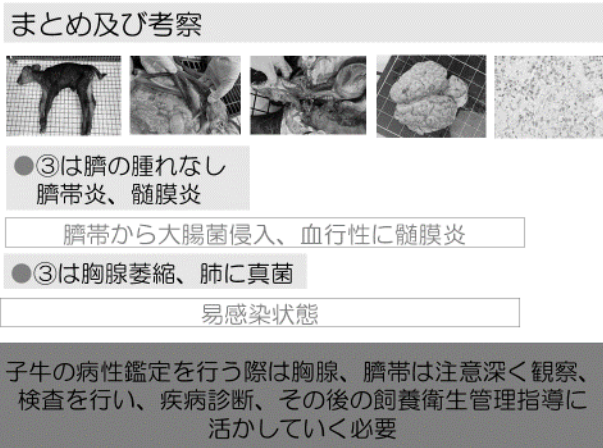 まとめ及び考察
●③は臍の腫れなし
臍帯炎、髄膜炎
臍帯から大腸菌侵入、血行性に髄膜炎
●③は胸腺萎縮、肺に真菌
易感染状態
子牛の病性鑑定を行う際は胸腺、臍帯は注意深く観察、
検査を行い、疾病診断、その後の飼養衛生管理指導に
活かしていく必要